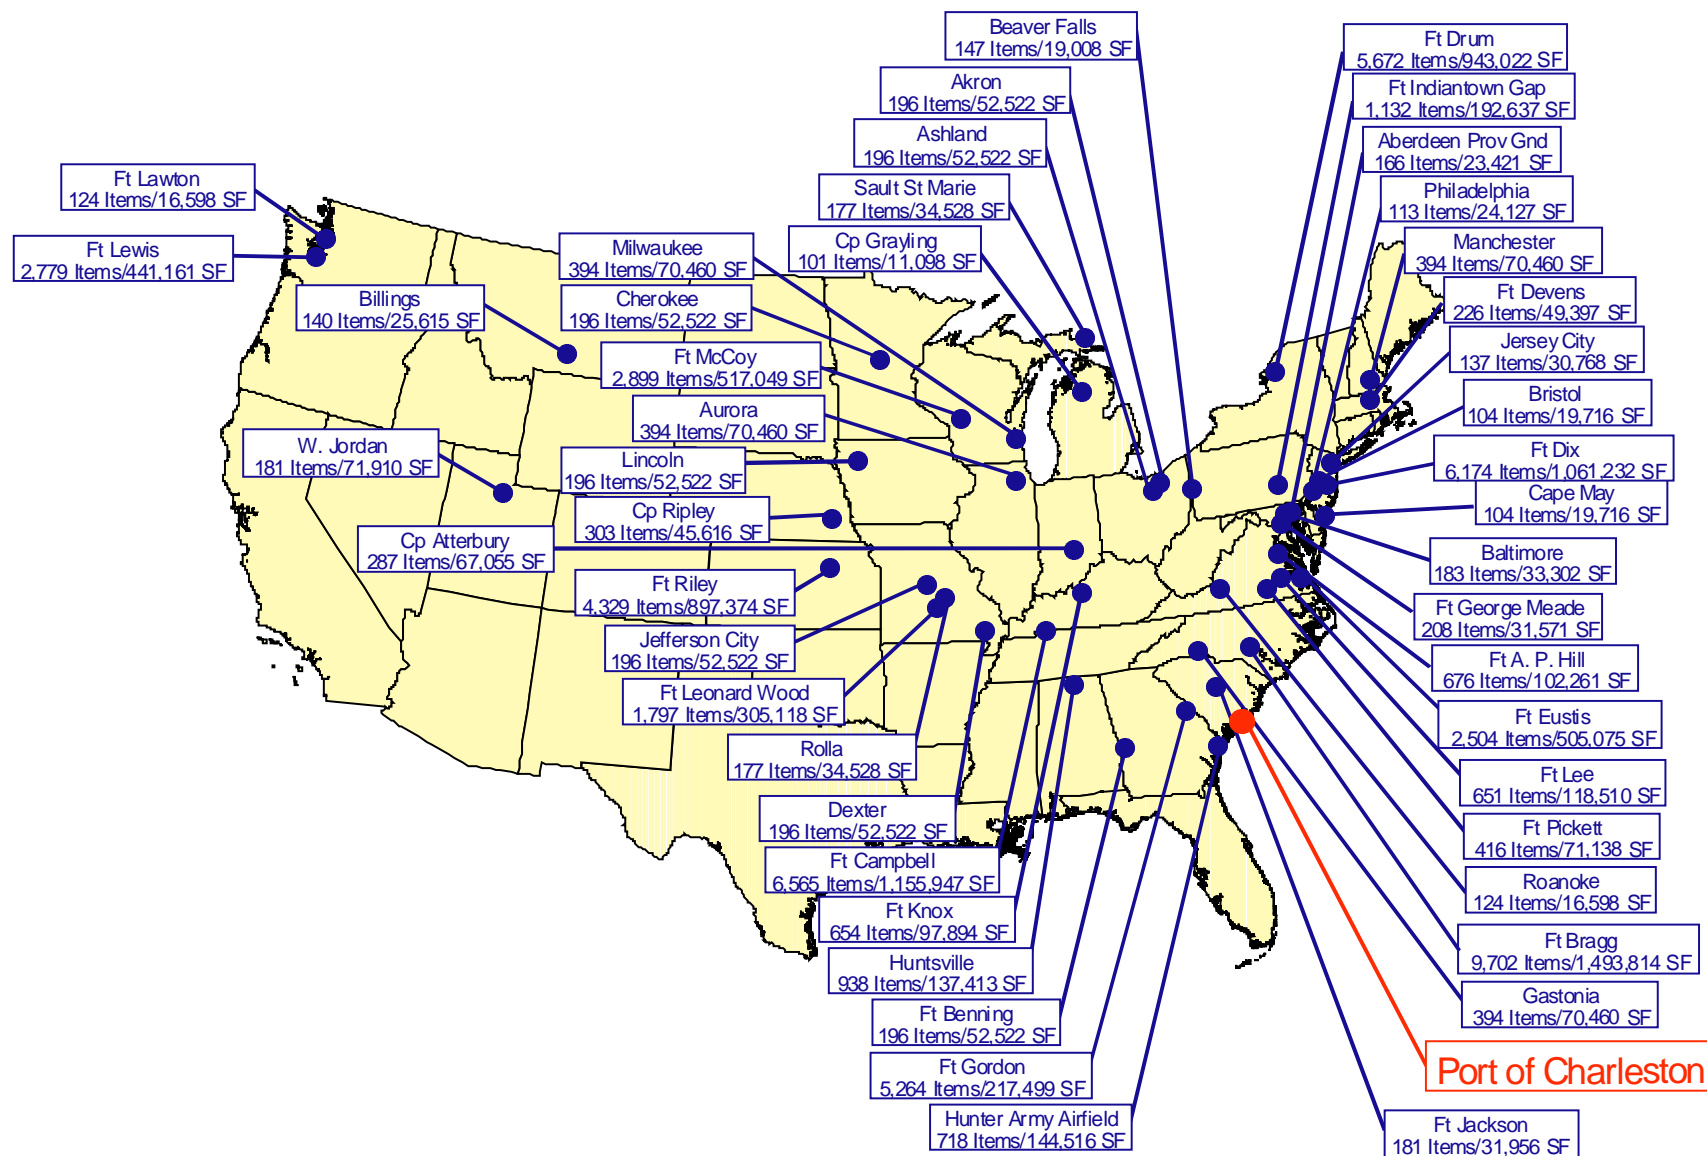 Beaver Falls
147 Items/19,008 SF
Akron
196 Items/52,522 SF
Ashland
196 Items/52,522 SF
Sault St Marie
177 Items/34,528 SF
Cp Grayling
101 Items/11,098 SF
Ft Lawton
124 Items/16,598 SF
Ft Lewis
2,779 Items/441,161 SF
Billings
140 Items/25,615 SF
W. Jordan
181 Items/71,910 SF
Milwaukee
394 Items/70,460 SF
Cherokee
196 Items/52,522 SF
Ft McCoy
2,899 Items/517,049 SF
Aurora
394 Items/70,460 SF
Lincoln
196 Items/52,522 SF
Cp Ripley
303 Items/45,616 SF
Cp Atterbury
287 Items/67,055 SF
Ft Riley
4,329 Items/897,374 SF
Jefferson City
196 Items/52,522 SF
Ft Leonard Wood
1,797 Items/305,118 SF
Rolla
177 Items/34,528 SF
Dexter
196 Items/52,522 SF
Ft Campbell
6,565 Items/1,155,947 SF
Ft Knox
654 Items/97,894 SF
Huntsville
938 Items/137,413 SF
Ft Benning
196 Items/52,522 SF
Ft Gordon
5,264 Items/217,499 SF
Hunter Army Airfield
718 Items/144,516 SF
Ft Drum
5,672 Items/943,022 SF
Ft Indiantown Gap
1,132 Items/192,637 SF
Aberdeen Prov Gnd
166 Items/23,421 SF
Philadelphia
113 Items/24,127 SF
Manchester
394 Items/70,460 SF
Ft Devens
226 Items/49,397 SF
Jersey City
137 Items/30,768 SF
Bristol
104 Items/19,716 SF
Ft Dix
6,174 Items/1,061,232 SF
Cape May
104 Items/19,716 SF
Baltimore
183 Items/33,302 SF
Ft George Meade
208 Items/31,571 SF
Ft A. P. Hill
676 Items/102,261 SF
Ft Eustis
2,504 Items/505,075 SF
Ft Lee
651 Items/118,510 SF
Ft Pickett
416 Items/71,138 SF
Roanoke
124 Items/16,598 SF
Ft Bragg
9,702 Items/1,493,814 SF
Gastonia
394 Items/70,460 SF
Port of Charleston
Ft Jackson
181 Items/31,956 SF